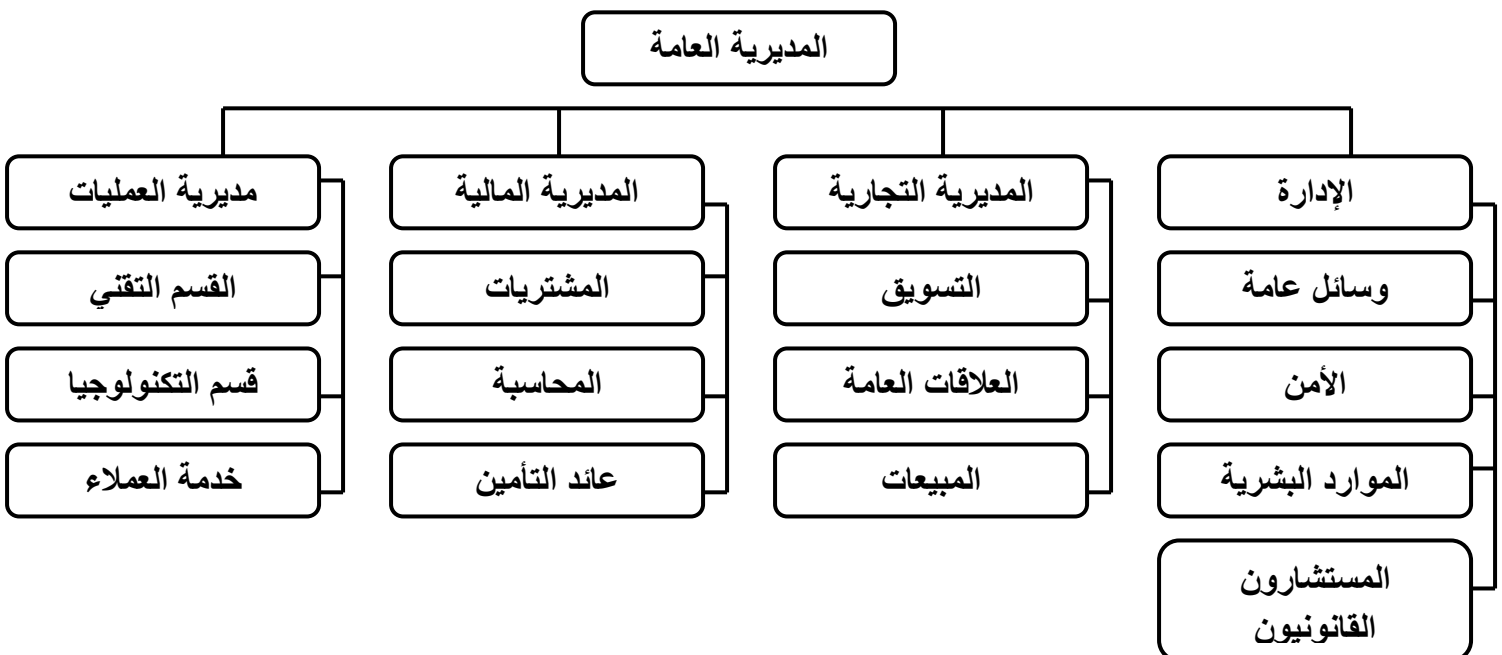 المديرية العامة
الإدارة
المديرية التجارية
المديرية المالية
مديرية العمليات
وسائل عامة
التسويق
المشتريات
القسم التقني
الأمن
العلاقات العامة
المحاسبة
قسم التكنولوجيا
الموارد البشرية
المبيعات
عائد التأمين
خدمة العملاء
المستشارون
القانونيون